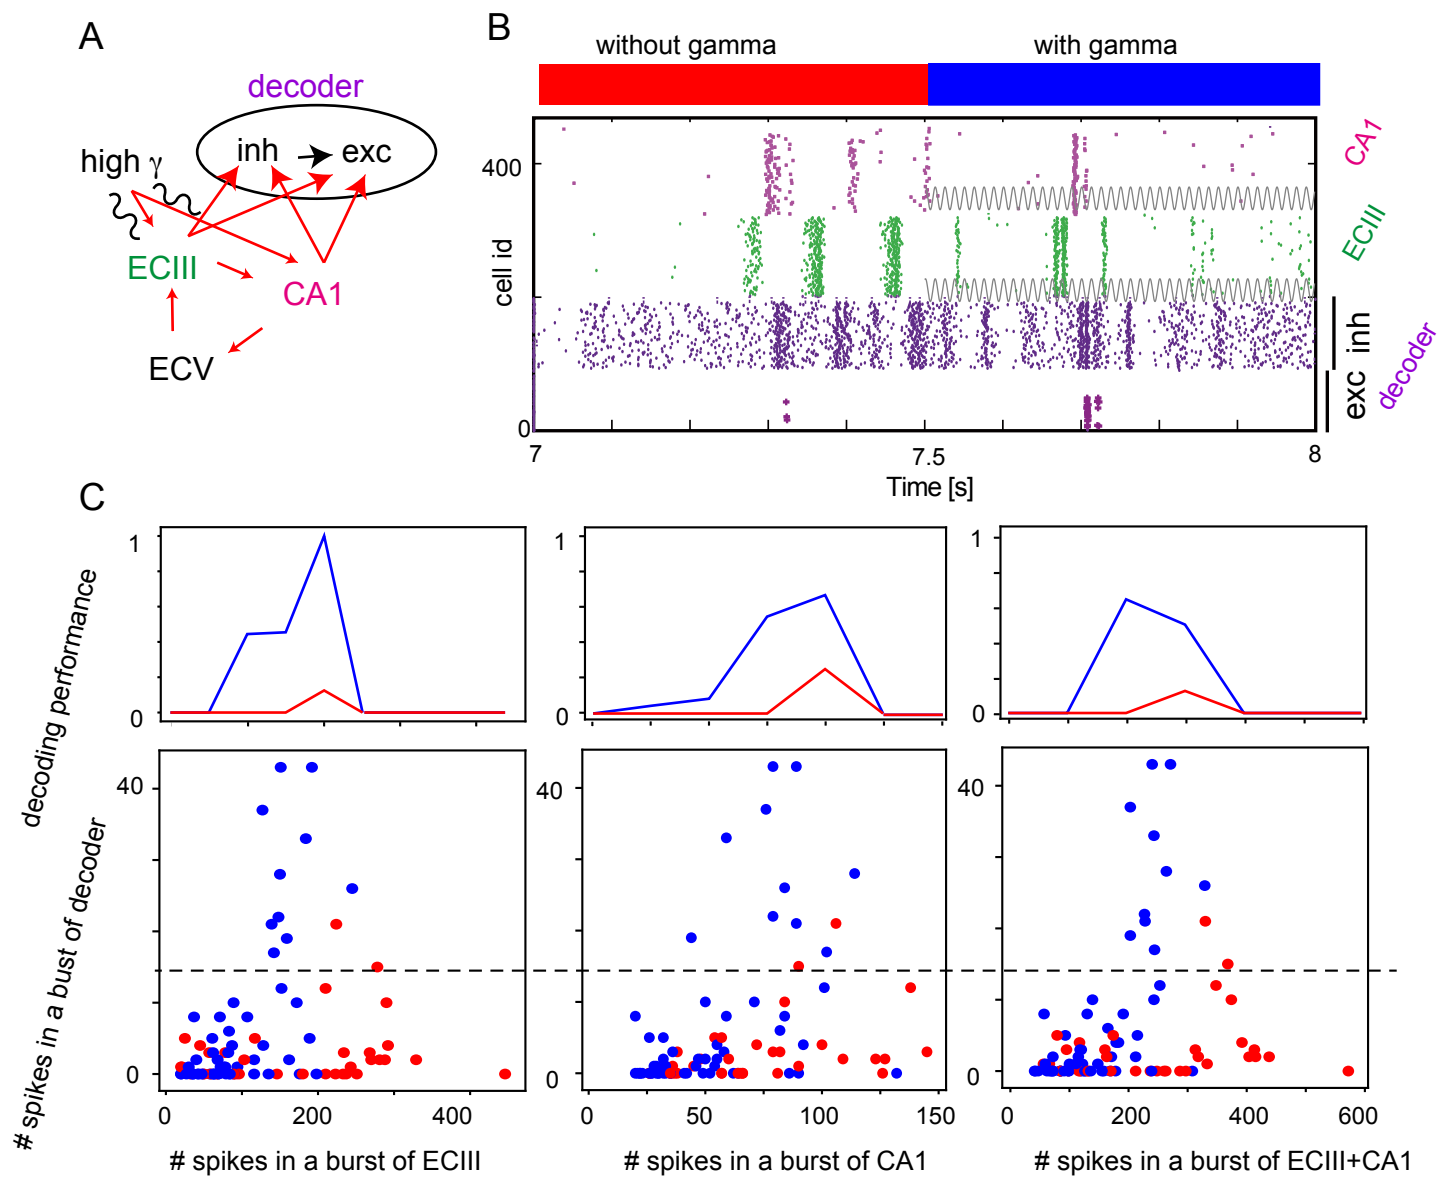 A
decoder
inh
exc
high γ
ECIII
CA1
ECV
B
without gamma
with gamma
400
0
cell id
7
7.5
8
Time [s]
CA1
ECIII
inh
exc
decoder
C
decoding performance
1
0
1
0
1
0
# spikes in a bust of decoder
40
0
0
200
400
# spikes in a burst of ECIII
40
0
0
50
100
150
# spikes in a burst of CA1
40
0
0
200
400
600
# spikes in a burst of ECIII+CA1